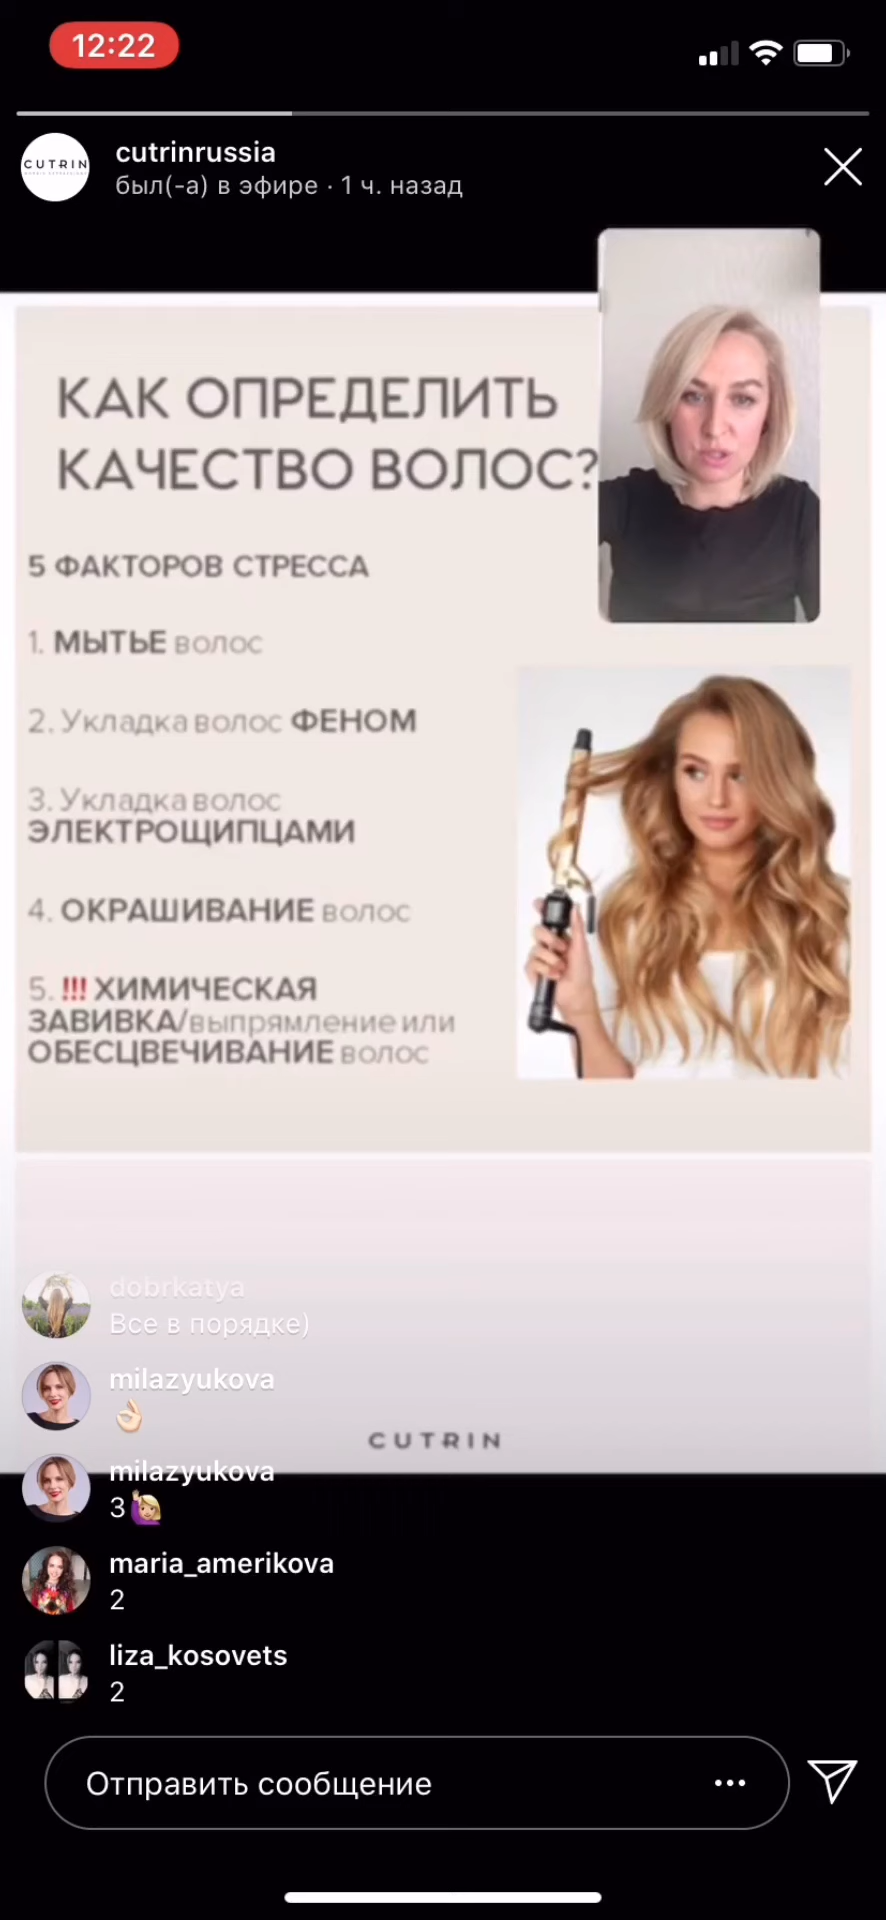 12:22
CUTRIN
cutrinrussia
был(-а) в эфире · 1 ч. назад
КАК ОПРЕДЕЛИТЬ
КАЧЕСТВО ВОЛОС?
5 ФАКТОРОВ СТРЕССА
1. МЫТЬЕ волос
2. Укладка волос ФЕНОМ
3. Укладка волос
ЭЛЕКТРОЩИПЦАМИ
4. ОКРАШИВАНИЕ волос
5. !!! ХИМИЧЕСКАЯ
ЗАВИВКА/выпрямление или
ОБЕСЦВЕЧИВАНИЕ волос
dobrkatya
Все в порядке)
milazyukova
👌🏻
CUTRIN
milazyukova
3🙋🏼‍♀️
maria_amerikova
2
liza_kosovets
2
Отправить сообщение